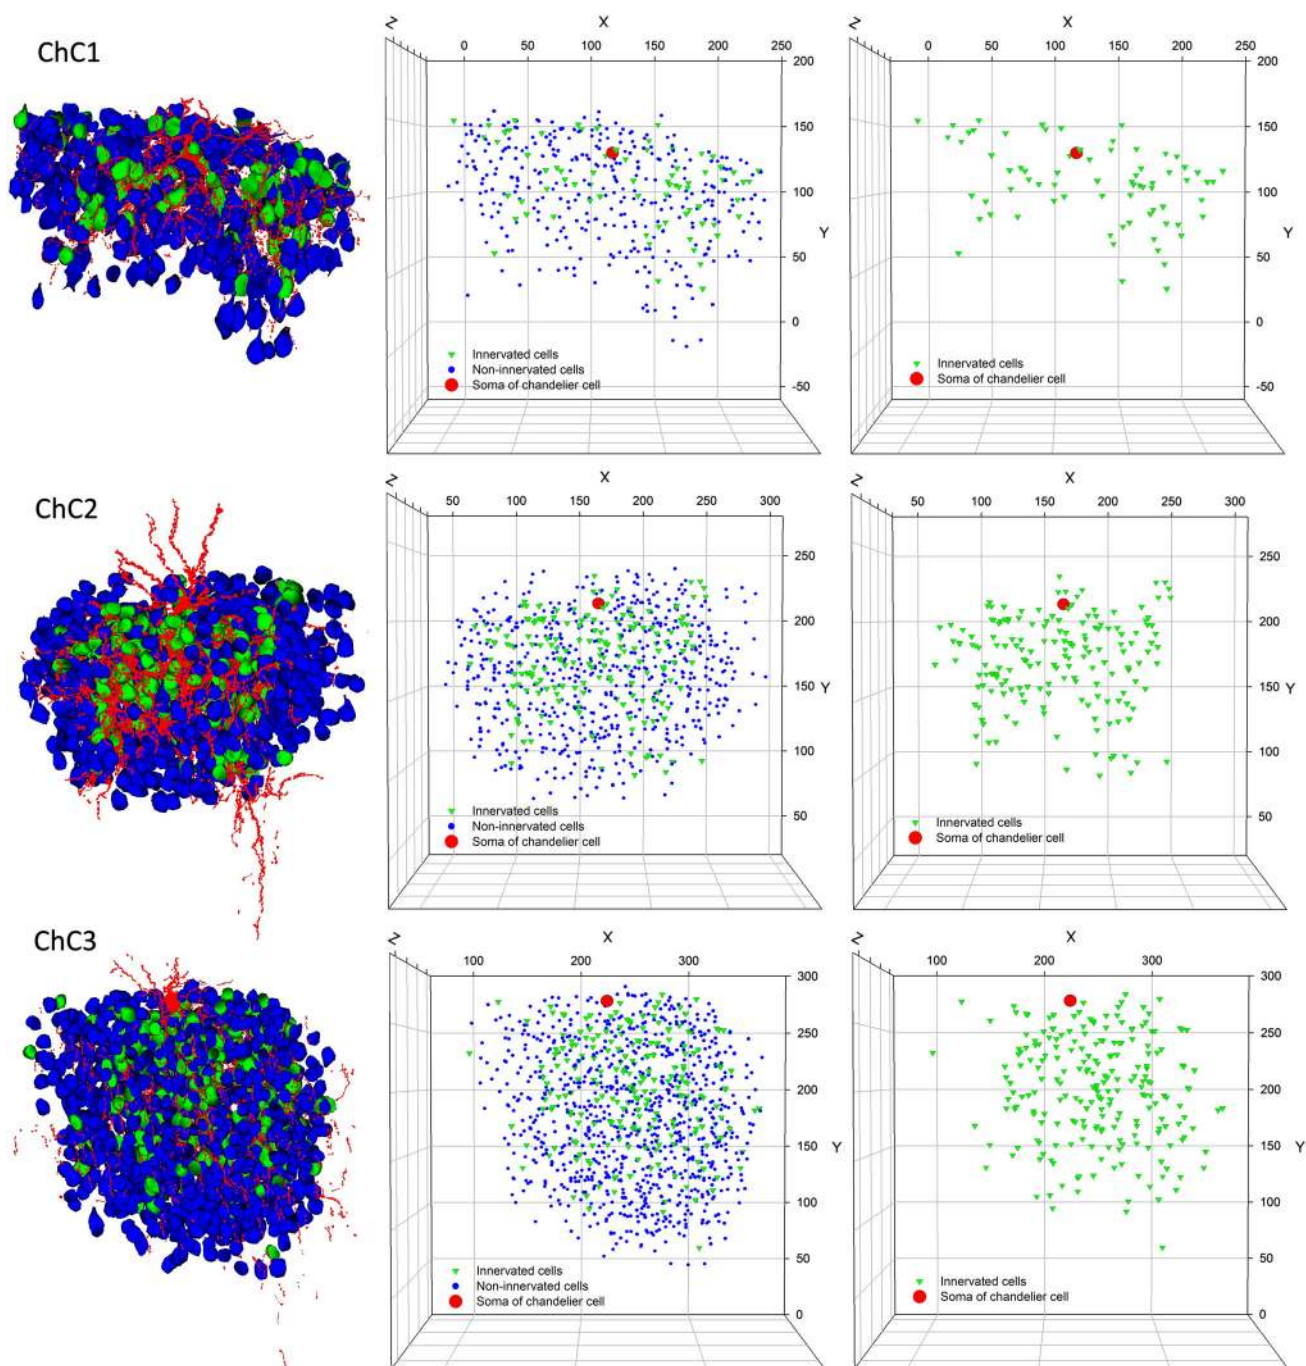 ChC1
Z X
0 50 100 150 200 250
200
150
100
Y
50
0
-50
Innervated cells
Non-innervated cells
Soma of chandelier cell
Z X
0 50 100 150 200 250
200
150
100
Y
50
0
-50
Innervated cells
Soma of chandelier cell
ChC2
Z X
50 100 150 200 250 300
250
200
150 Y
100
50
Innervated cells
Non-innervated cells
Soma of chandelier cell
Z X
50 100 150 200 250 300
250
200
150 Y
100
50
Innervated cells
Soma of chandelier cell
ChC3
Z X
100 200 300
300
250
200
150 Y
100
50
0
Innervated cells
Non-innervated cells
Soma of chandelier cell
Z X
100 200 300
300
250
200
150 Y
100
50
0
Innervated cells
Soma of chandelier cell